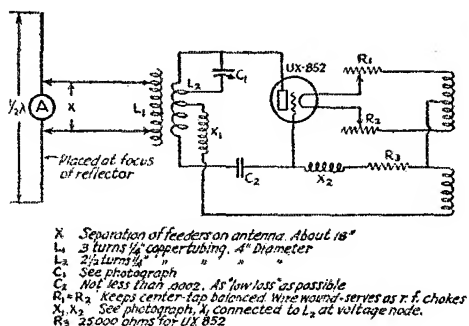 ½λ
A
X
L₁
L₂
C₁
UX-852
R₁
R₂
X₁
C₂
X₂
R₃
Placed at focus
of reflector
X Separation of feeders on antenna. About 18"
L₁ 3 turns ¼" copper tubing. 4" Diameter
L₂ 2½ turns ¼" " " " "
C₁ See photograph
C₂ Not less than .0002. As "low loss" as possible
R₁=R₂ Keeps center-tap balanced. Wire wound-serves as r.f. chokes
X₁, X₂ See photograph, X₁ connected to L₂ at voltage node.
R₃ 25000 ohms for UX 852